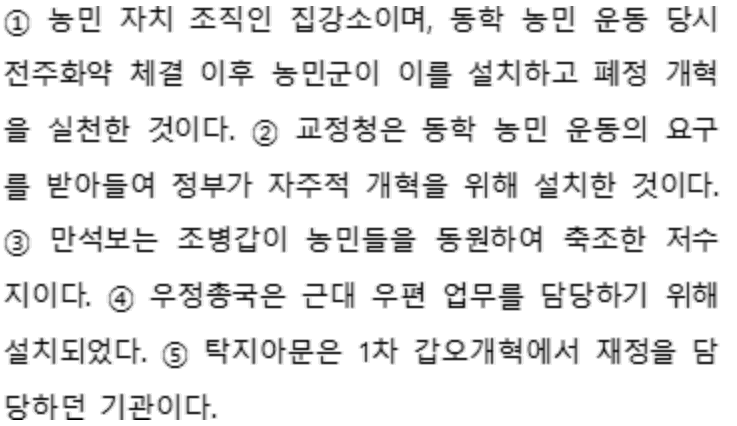 ① 농민 자치 조직인 집강소이며, 동학 농민 운동 당시
전주화약 체결 이후 농민군이 이를 설치하고 폐정 개혁
을 실천한 것이다. ② 교정청은 동학 농민 운동의 요구
를 받아들여 정부가 자주적 개혁을 위해 설치한 것이다.
③ 만석보는 조병갑이 농민들을 동원하여 축조한 저수
지이다. ④ 우정총국은 근대 우편 업무를 담당하기 위해
설치되었다. ⑤ 탁지아문은 1차 갑오개혁에서 재정을 담
당하던 기관이다.